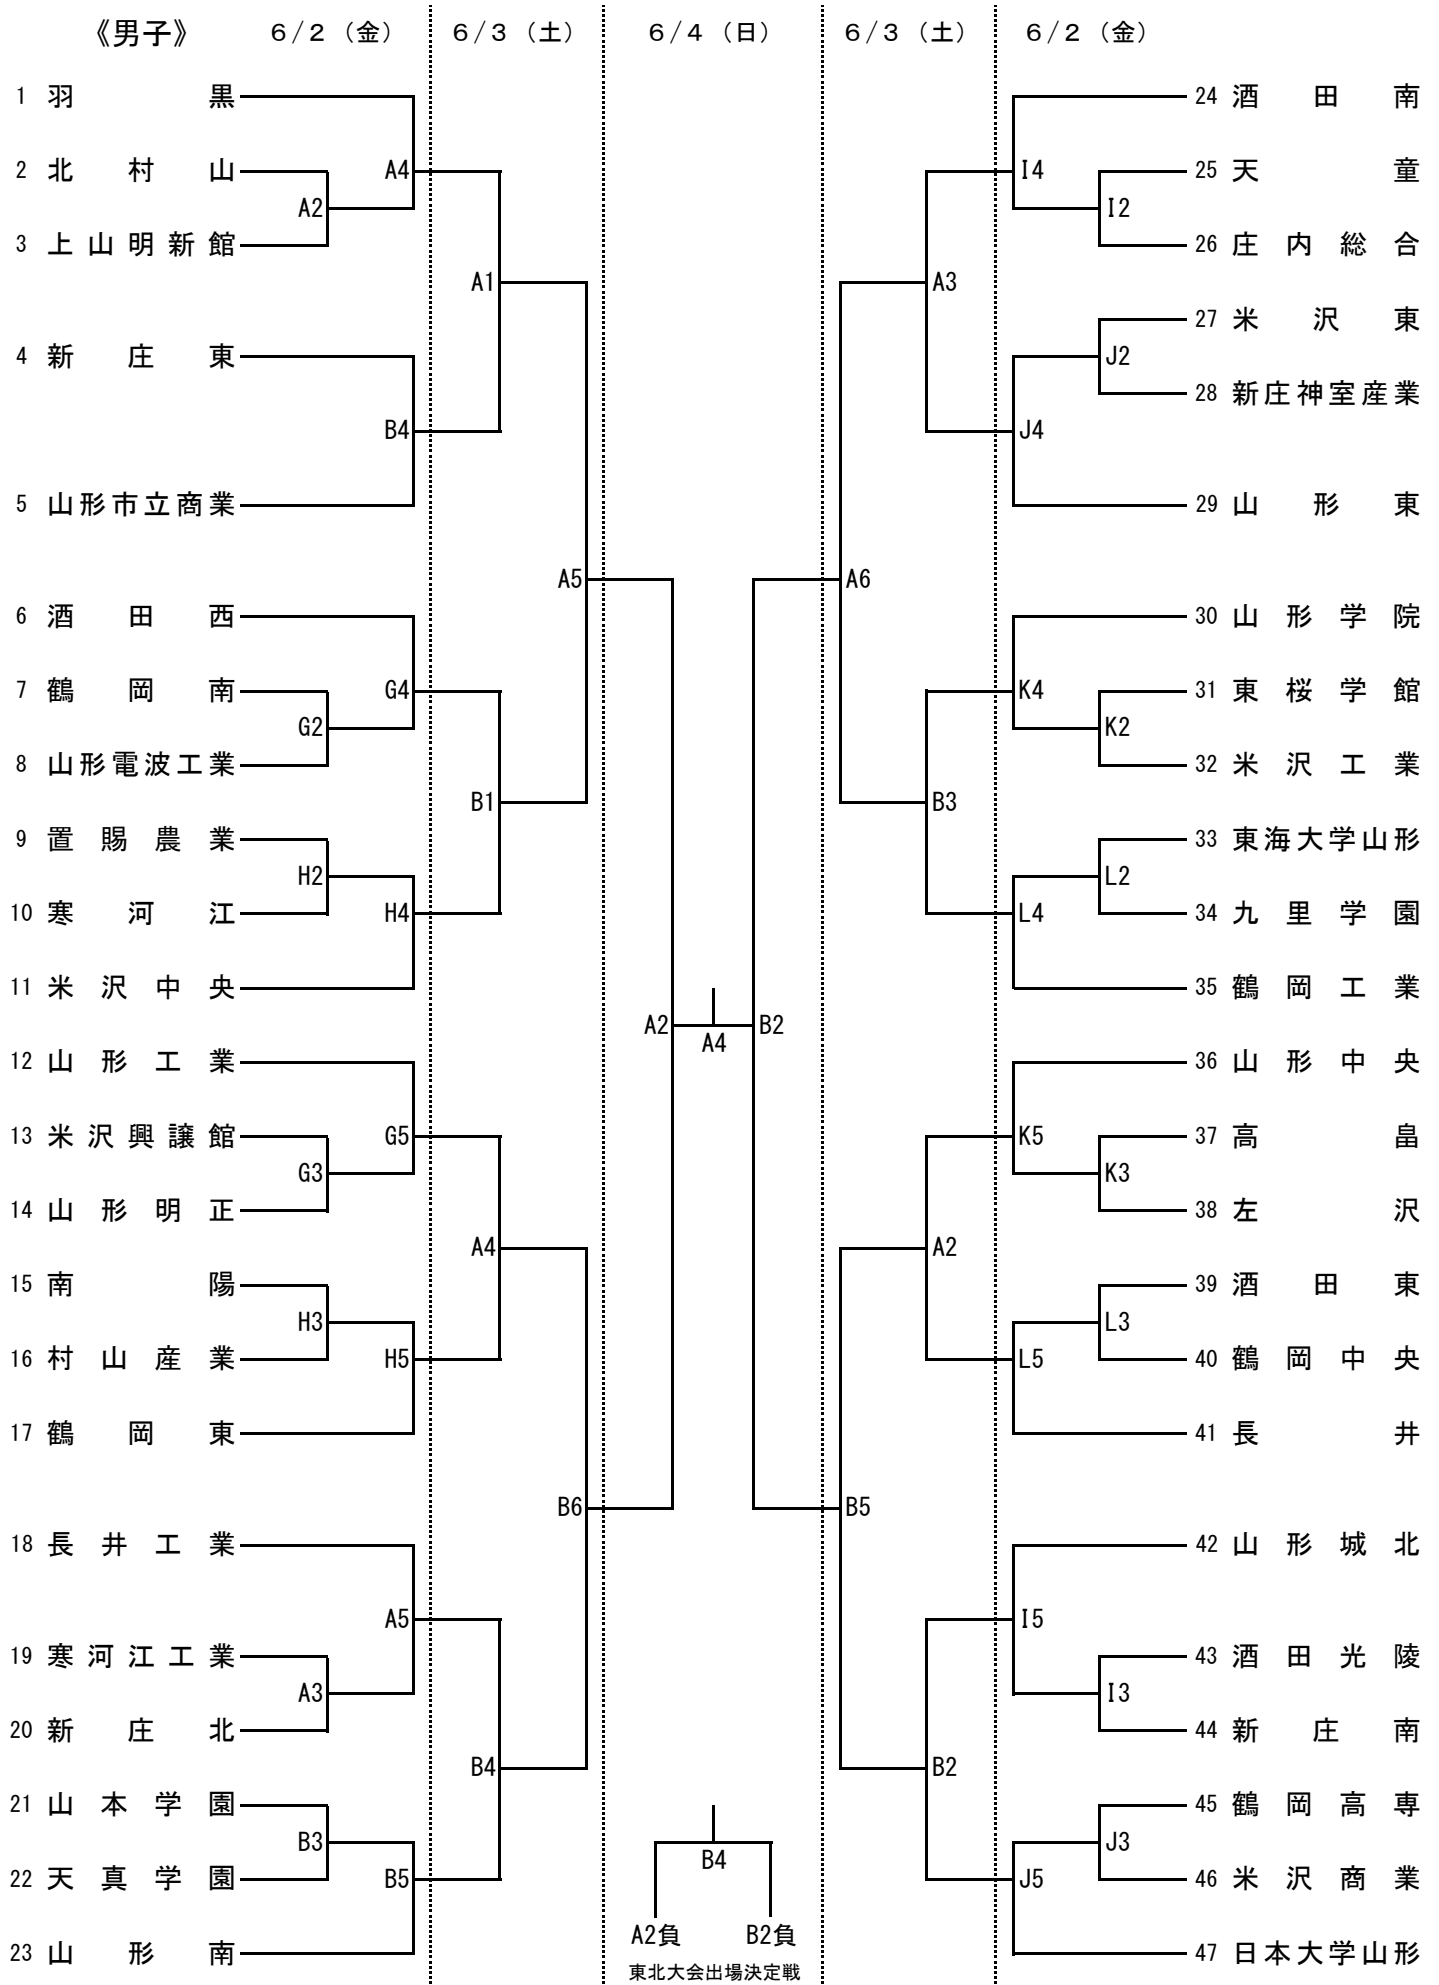 《男子》 6/2（金） 6/3（土） 6/4（日） 6/3（土） 6/2（金）
1 羽黒
2 北村山
3 上山明新館
4 新庄東
5 山形市立商業
6 酒田西
7 鶴岡南
8 山形電波工業
9 置賜農業
10 寒河江
11 米沢中央
12 山形工業
13 米沢興譲館
14 山形明正
15 南陽
16 村山産業
17 鶴岡東
18 長井工業
19 寒河江工業
20 新庄北
21 山本学園
22 天真学園
23 山形南
A2
G2
H2
G3
H3
A3
B3
A4
B4
G4
H4
G5
H5
A5
B5
A1
B1
A4
B4
A5
B6
A2
A4
B2
B4
A2負 B2負
東北大会出場決定戦
A6
B5
A3
B3
A2
B2
I4
J4
K4
L4
K5
L5
I5
J5
I2
J2
K2
L2
K3
L3
I3
J3
24 酒田南
25 天童
26 庄内総合
27 米沢東
28 新庄神室産業
29 山形東
30 山形学院
31 東桜学館
32 米沢工業
33 東海大学山形
34 九里学園
35 鶴岡工業
36 山形中央
37 高畠
38 左沢
39 酒田東
40 鶴岡中央
41 長井
42 山形城北
43 酒田光陵
44 新庄南
45 鶴岡高専
46 米沢商業
47 日本大学山形